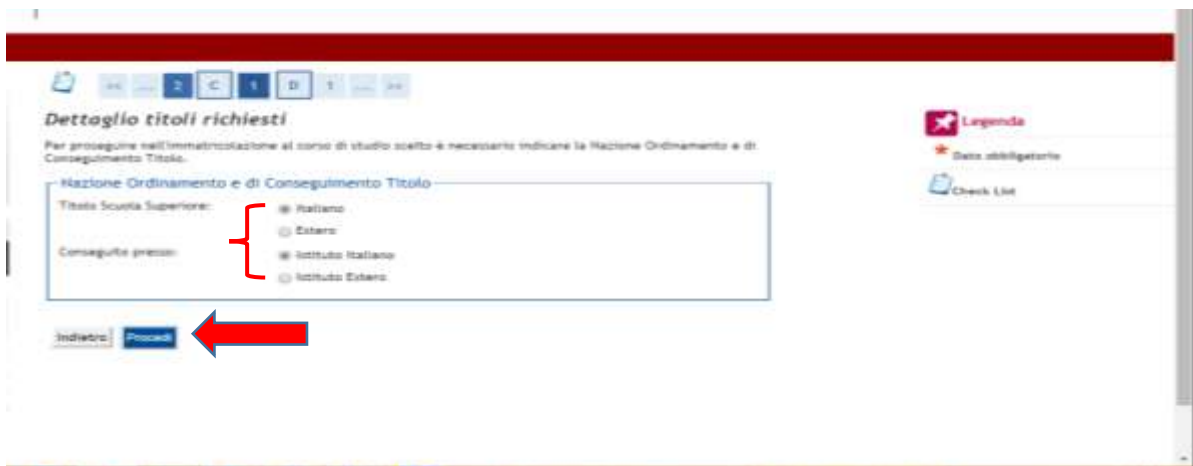 << ... 2 C 1 D 1 ... >>
Dettaglio titoli richiesti
Per proseguire nell'immatricolazione al corso di studio scelto è necessario indicare la Nazione Ordinamento e di
Conseguimento Titolo.
Nazione Ordinamento e di Conseguimento Titolo
Titolo Scuola Superiore:
Italiano
Estero
Conseguito presso:
Istituto Italiano
Istituto Estero
Indietro Procedi
Legenda
* Dato obbligatorio
Check List